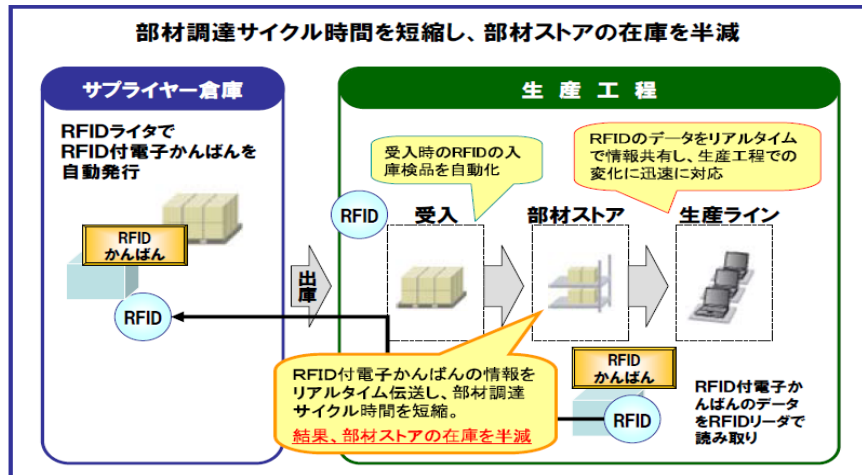 部材調達サイクル時間を短縮し、部材ストアの在庫を半減
サプライヤー倉庫
RFIDライタで
RFID付電子かんばんを
自動発行
RFID
かんばん
RFID
出庫
生産工程
受入時のRFIDの入
庫検品を自動化
RFIDのデータをリアルタイム
で情報共有し、生産工程での
変化に迅速に対応
RFID
受入
部材ストア
生産ライン
RFID付電子かんばんの情報を
リアルタイム伝送し、部材調達
サイクル時間を短縮。
結果、部材ストアの在庫を半減
RFID
かんばん
RFID
RFID付電子か
んばんのデータ
をRFIDリーダで
読み取り